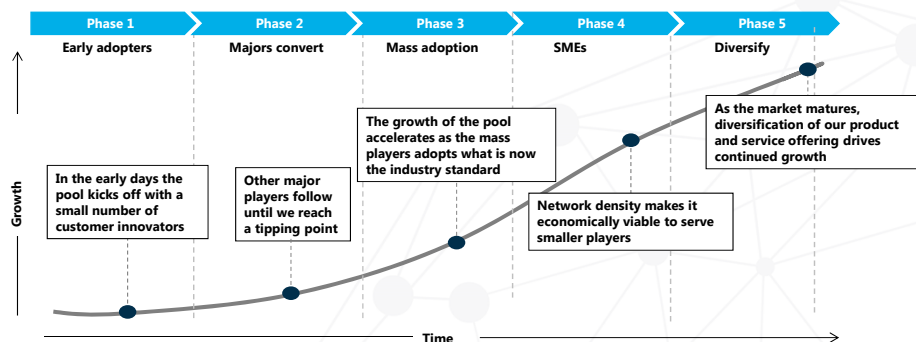 Phase 1
Phase 2
Phase 3
Phase 4
Phase 5
Early adopters
Majors convert
Mass adoption
SMEs
Diversify
In the early days the
pool kicks off with a
small number of
customer innovators
Other major
players follow
until we reach
a tipping point
The growth of the pool
accelerates as the mass
players adopts what is now
the industry standard
Network density makes it
economically viable to serve
smaller players
As the market matures,
diversification of our product
and service offering drives
continued growth
Growth
Time